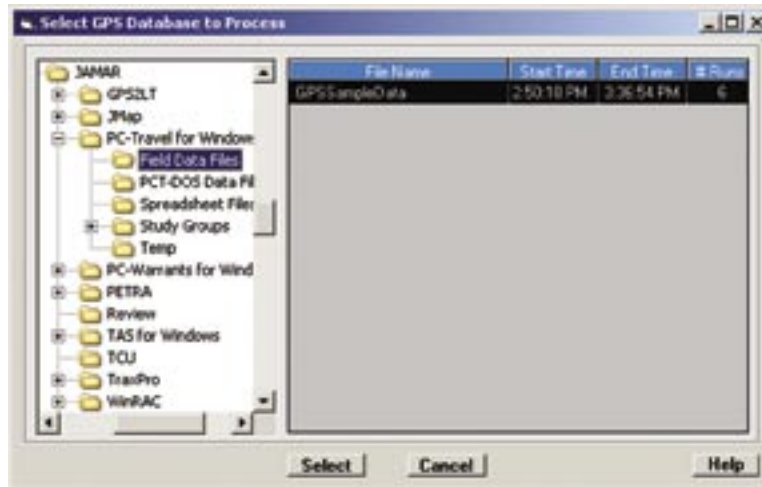 Select GPS Database to Process
JAMAR
GPS2LT
JMap
PC-Travel for Window
Field Data Files
PCT-DOS Data Fil
Spreadsheet File
Study Groups
Temp
PC-Warrants for Wind
PETRA
Review
TAS for Windows
TCU
TraxPro
WinRAC
File Name Start Time End Time # Runs
GPSSampleData 2:50:18 PM 3:36:54 PM 6
Select Cancel Help